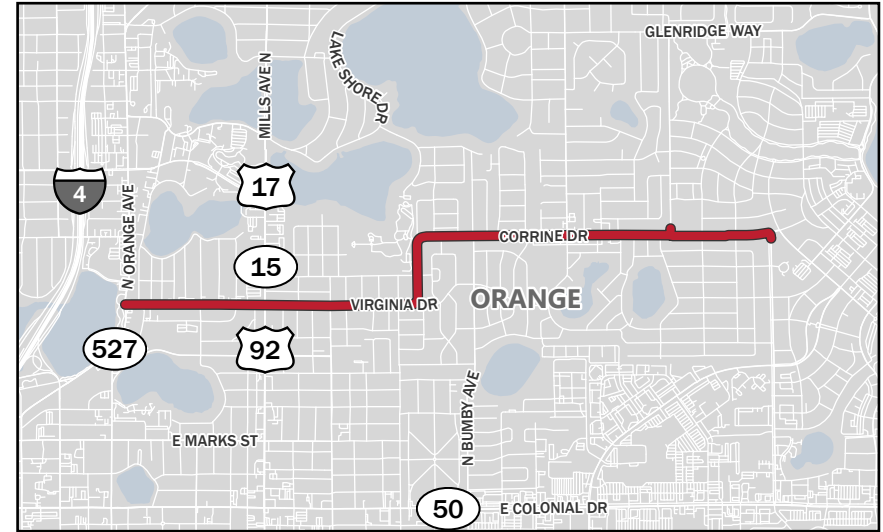 GLENRIDGE WAY
LAKE SHORE DR
MILLS AVE N
17
4
N ORANGE AVE
CORRINE DR
15
ORANGE
VIRGINIA DR
527
92
N BUMBY AVE
E MARKS ST
50
E COLONIAL DR